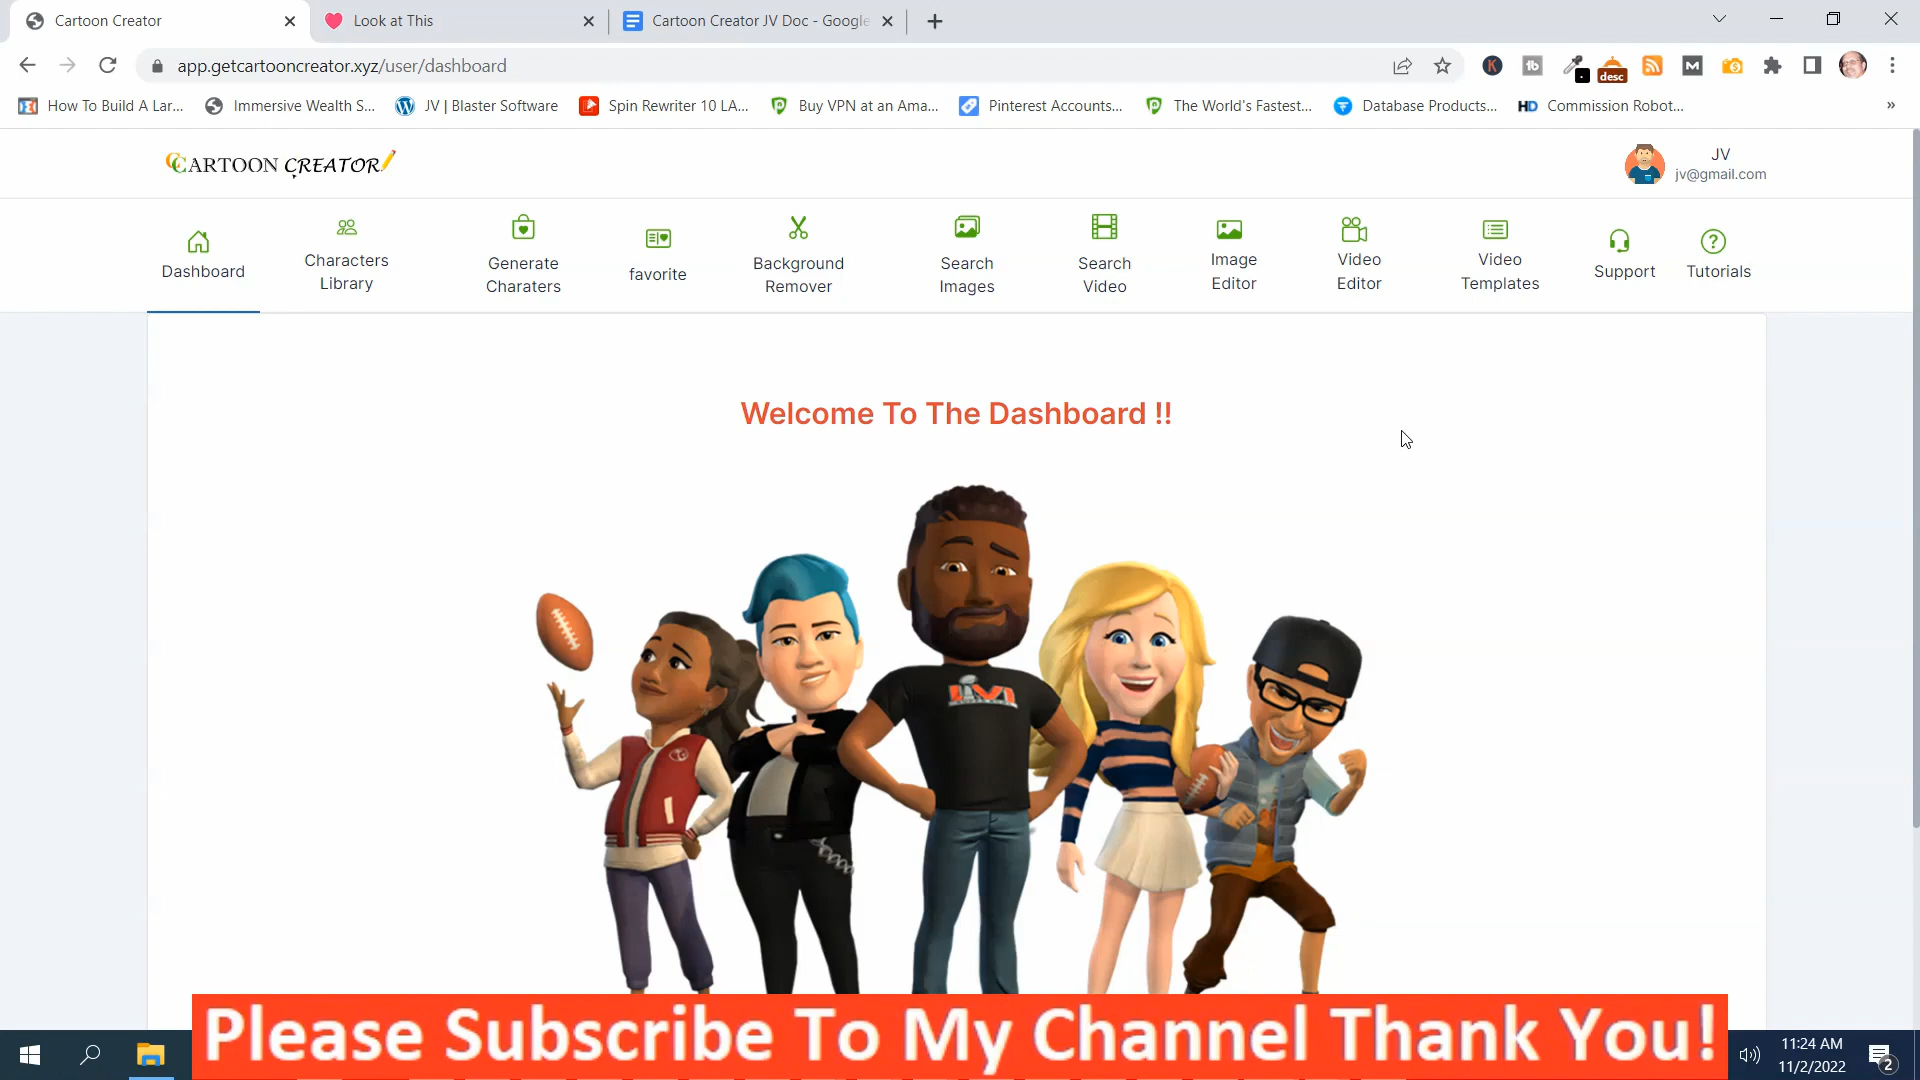 Cartoon Creator
Look at This
Cartoon Creator JV Doc - Google
app.getcartooncreator.xyz/user/dashboard
desc
How To Build A Lar...
Immersive Wealth S...
JV | Blaster Software
Spin Rewriter 10 LA...
Buy VPN at an Ama...
Pinterest Accounts...
The World's Fastest...
Database Products...
HD Commission Robot...
CARTOON CREATOR
JV
jv@gmail.com
Dashboard
Characters Library
Generate Charaters
favorite
Background Remover
Search Images
Search Video
Image Editor
Video Editor
Video Templates
Support
Tutorials
Welcome To The Dashboard !!
LVI
Please Subscribe To My Channel Thank You!
11:24 AM
11/2/2022
2